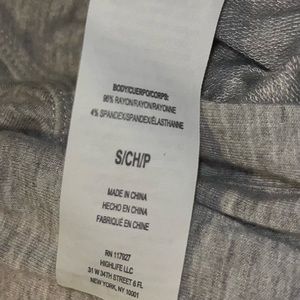 BODY/CUERPO/CORPS:
96% RAYON/RAYON/RAYONNE
4% SPANDEX/SPANDEX/ÉLASTHANNE
S/CH/P
MADE IN CHINA
HECHO EN CHINA
FABRIQUÉ EN CHINE
RN 117927
HIGHLIFE LLC
31 W 34TH STREET 6 FL
NEW YORK, NY 10001